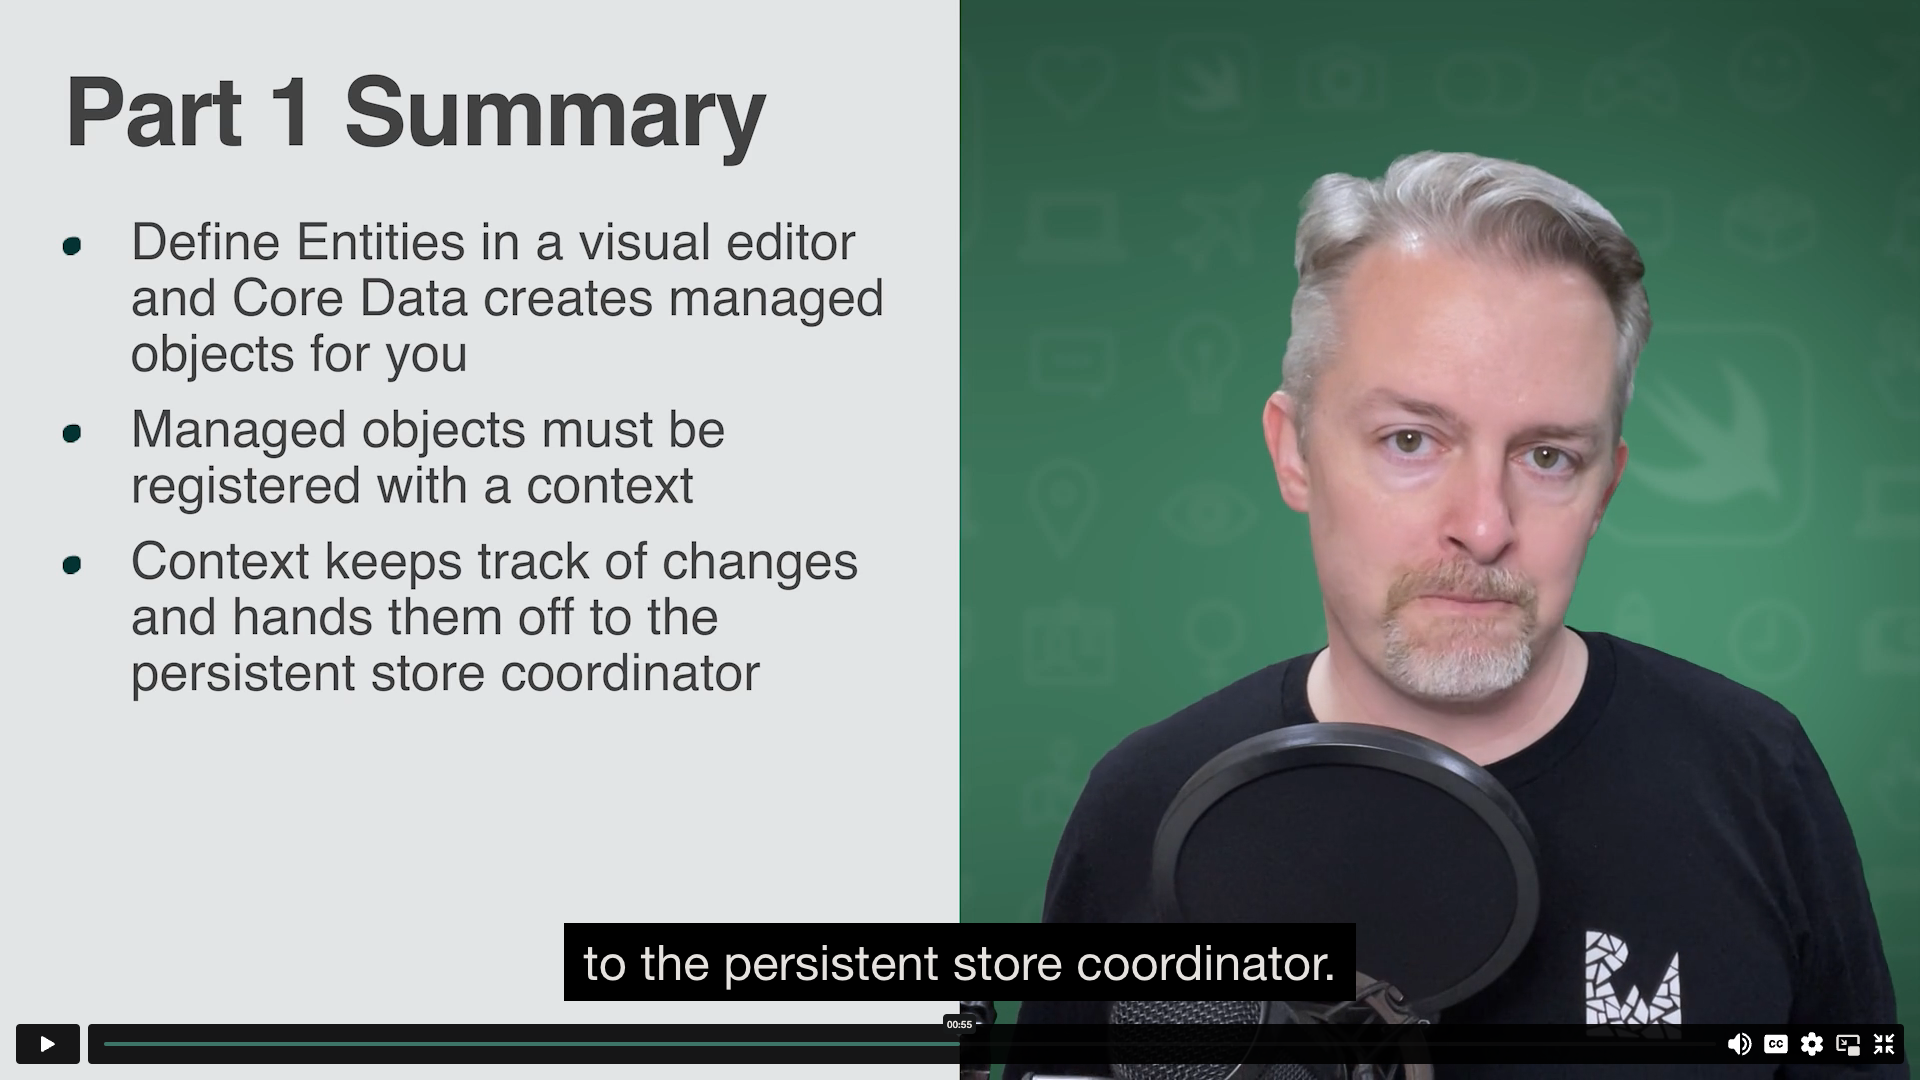 Part 1 Summary
Define Entities in a visual editor
and Core Data creates managed
objects for you
Managed objects must be
registered with a context
Context keeps track of changes
and hands them off to the
persistent store coordinator
to the persistent store coordinator.
00:55
CC